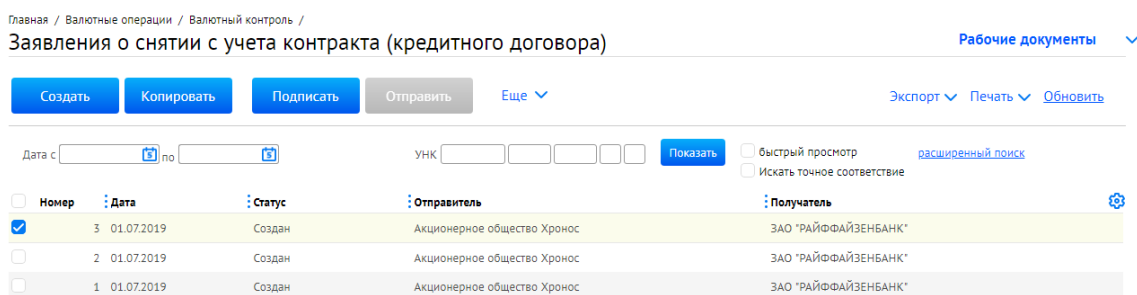 Главная / Валютные операции / Валютный контроль /
Заявления о снятии с учета контракта (кредитного договора)
Рабочие документы
Создать Копировать Подписать Отправить Еще Экспорт Печать Обновить
Дата с 5 по 5 УНК Показать быстрый просмотр расширенный поиск
Искать точное соответствие
Номер Дата Статус Отправитель Получатель
3 01.07.2019 Создан Акционерное общество Хронос ЗАО "РАЙФФАЙЗЕНБАНК"
2 01.07.2019 Создан Акционерное общество Хронос ЗАО "РАЙФФАЙЗЕНБАНК"
1 01.07.2019 Создан Акционерное общество Хронос ЗАО "РАЙФФАЙЗЕНБАНК"